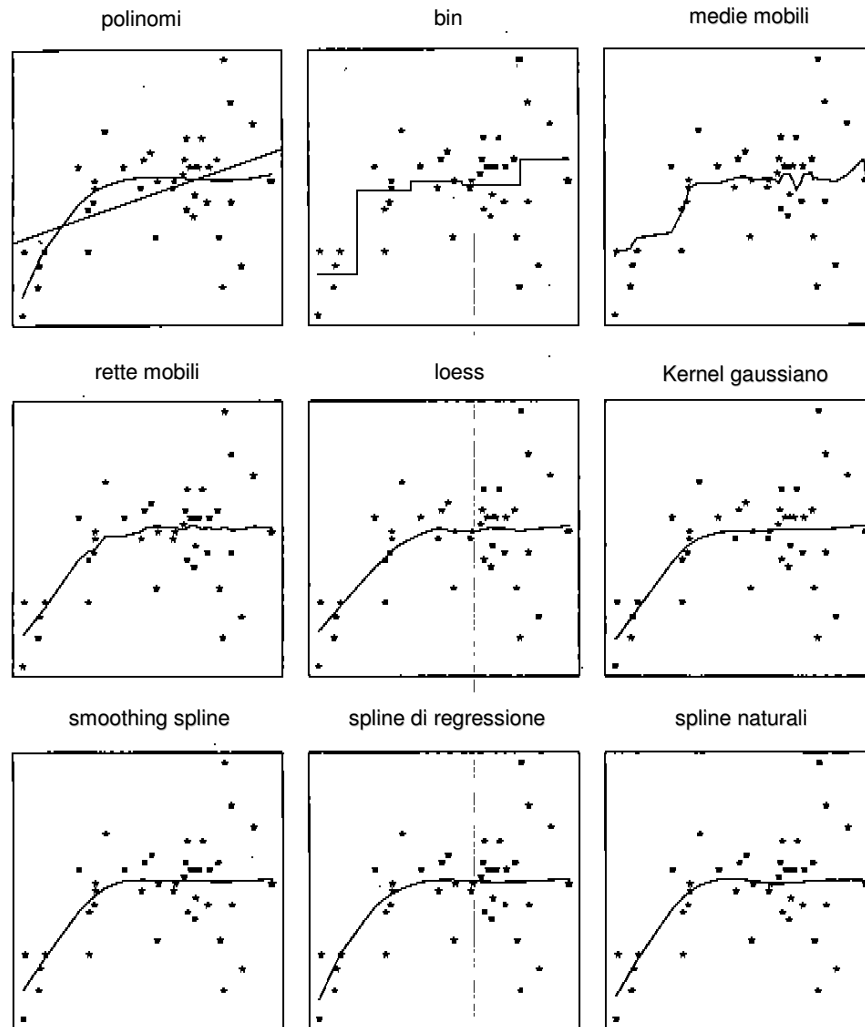 polinomi
bin
medie mobili
rette mobili
loess
Kernel gaussiano
smoothing spline
spline di regressione
spline naturali